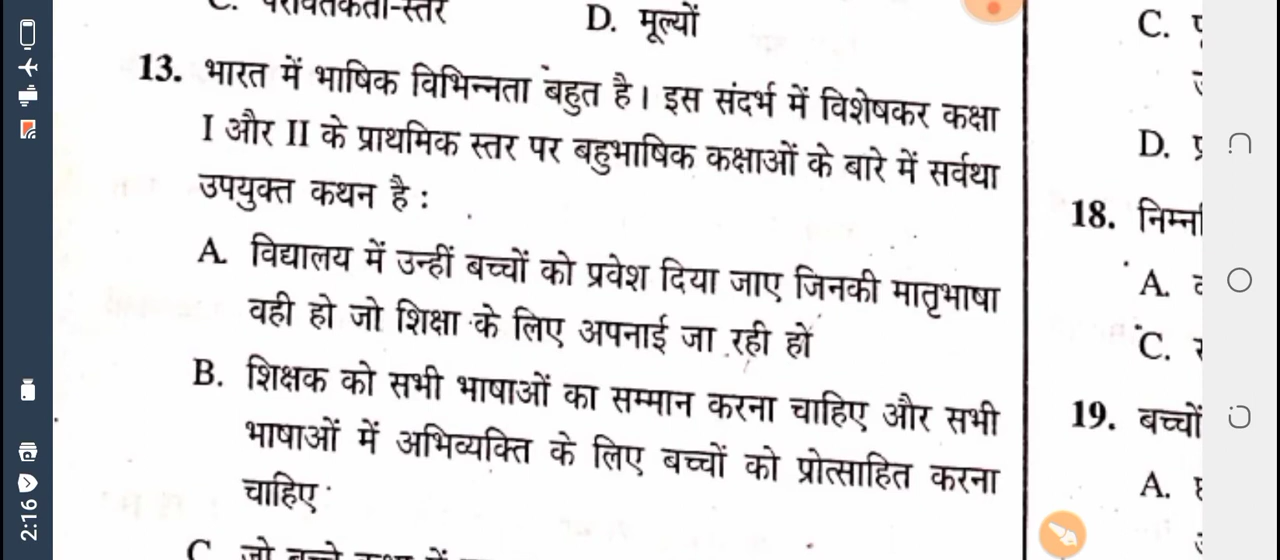 D. मूल्यों
13. भारत में भाषिक विभिन्नता बहुत है। इस संदर्भ में विशेषकर कक्षा
I और II के प्राथमिक स्तर पर बहुभाषिक कक्षाओं के बारे में सर्वथा
उपयुक्त कथन है :
A. विद्यालय में उन्हीं बच्चों को प्रवेश दिया जाए जिनकी मातृभाषा
वही हो जो शिक्षा के लिए अपनाई जा रही हो
B. शिक्षक को सभी भाषाओं का सम्मान करना चाहिए और सभी
भाषाओं में अभिव्यक्ति के लिए बच्चों को प्रोत्साहित करना
चाहिए
C.
D.
18.
A.
C.
19. बच्चों
A.
2:16